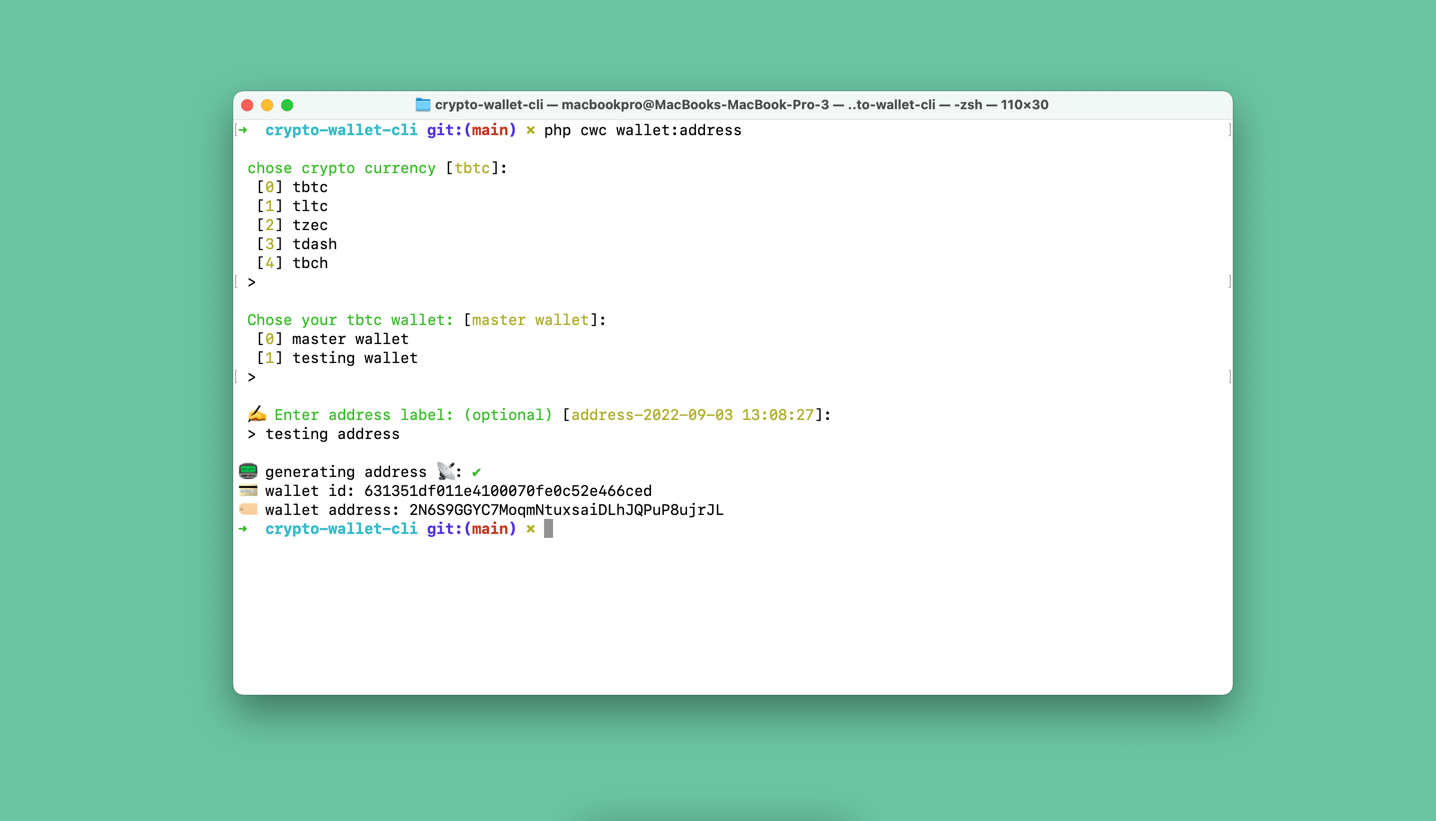 crypto-wallet-cli — macbookpro@MacBooks-MacBook-Pro-3 — ..to-wallet-cli — -zsh — 110×30
➜ crypto-wallet-cli git:(main) × php cwc wallet:address
chose crypto currency [tbtc]:
[0] tbtc
[1] tltc
[2] tzec
[3] tdash
[4] tbch
>
Chose your tbtc wallet: [master wallet]:
[0] master wallet
[1] testing wallet
>
✍️ Enter address label: (optional) [address-2022-09-03 13:08:27]:
> testing address
📟 generating address 📡: ✔
💳 wallet id: 631351df011e4100070fe0c52e466ced
🏷️ wallet address: 2N6S9GGYC7MoqmNtuxsaiDLhJQPuP8ujrJL
➜ crypto-wallet-cli git:(main) ×